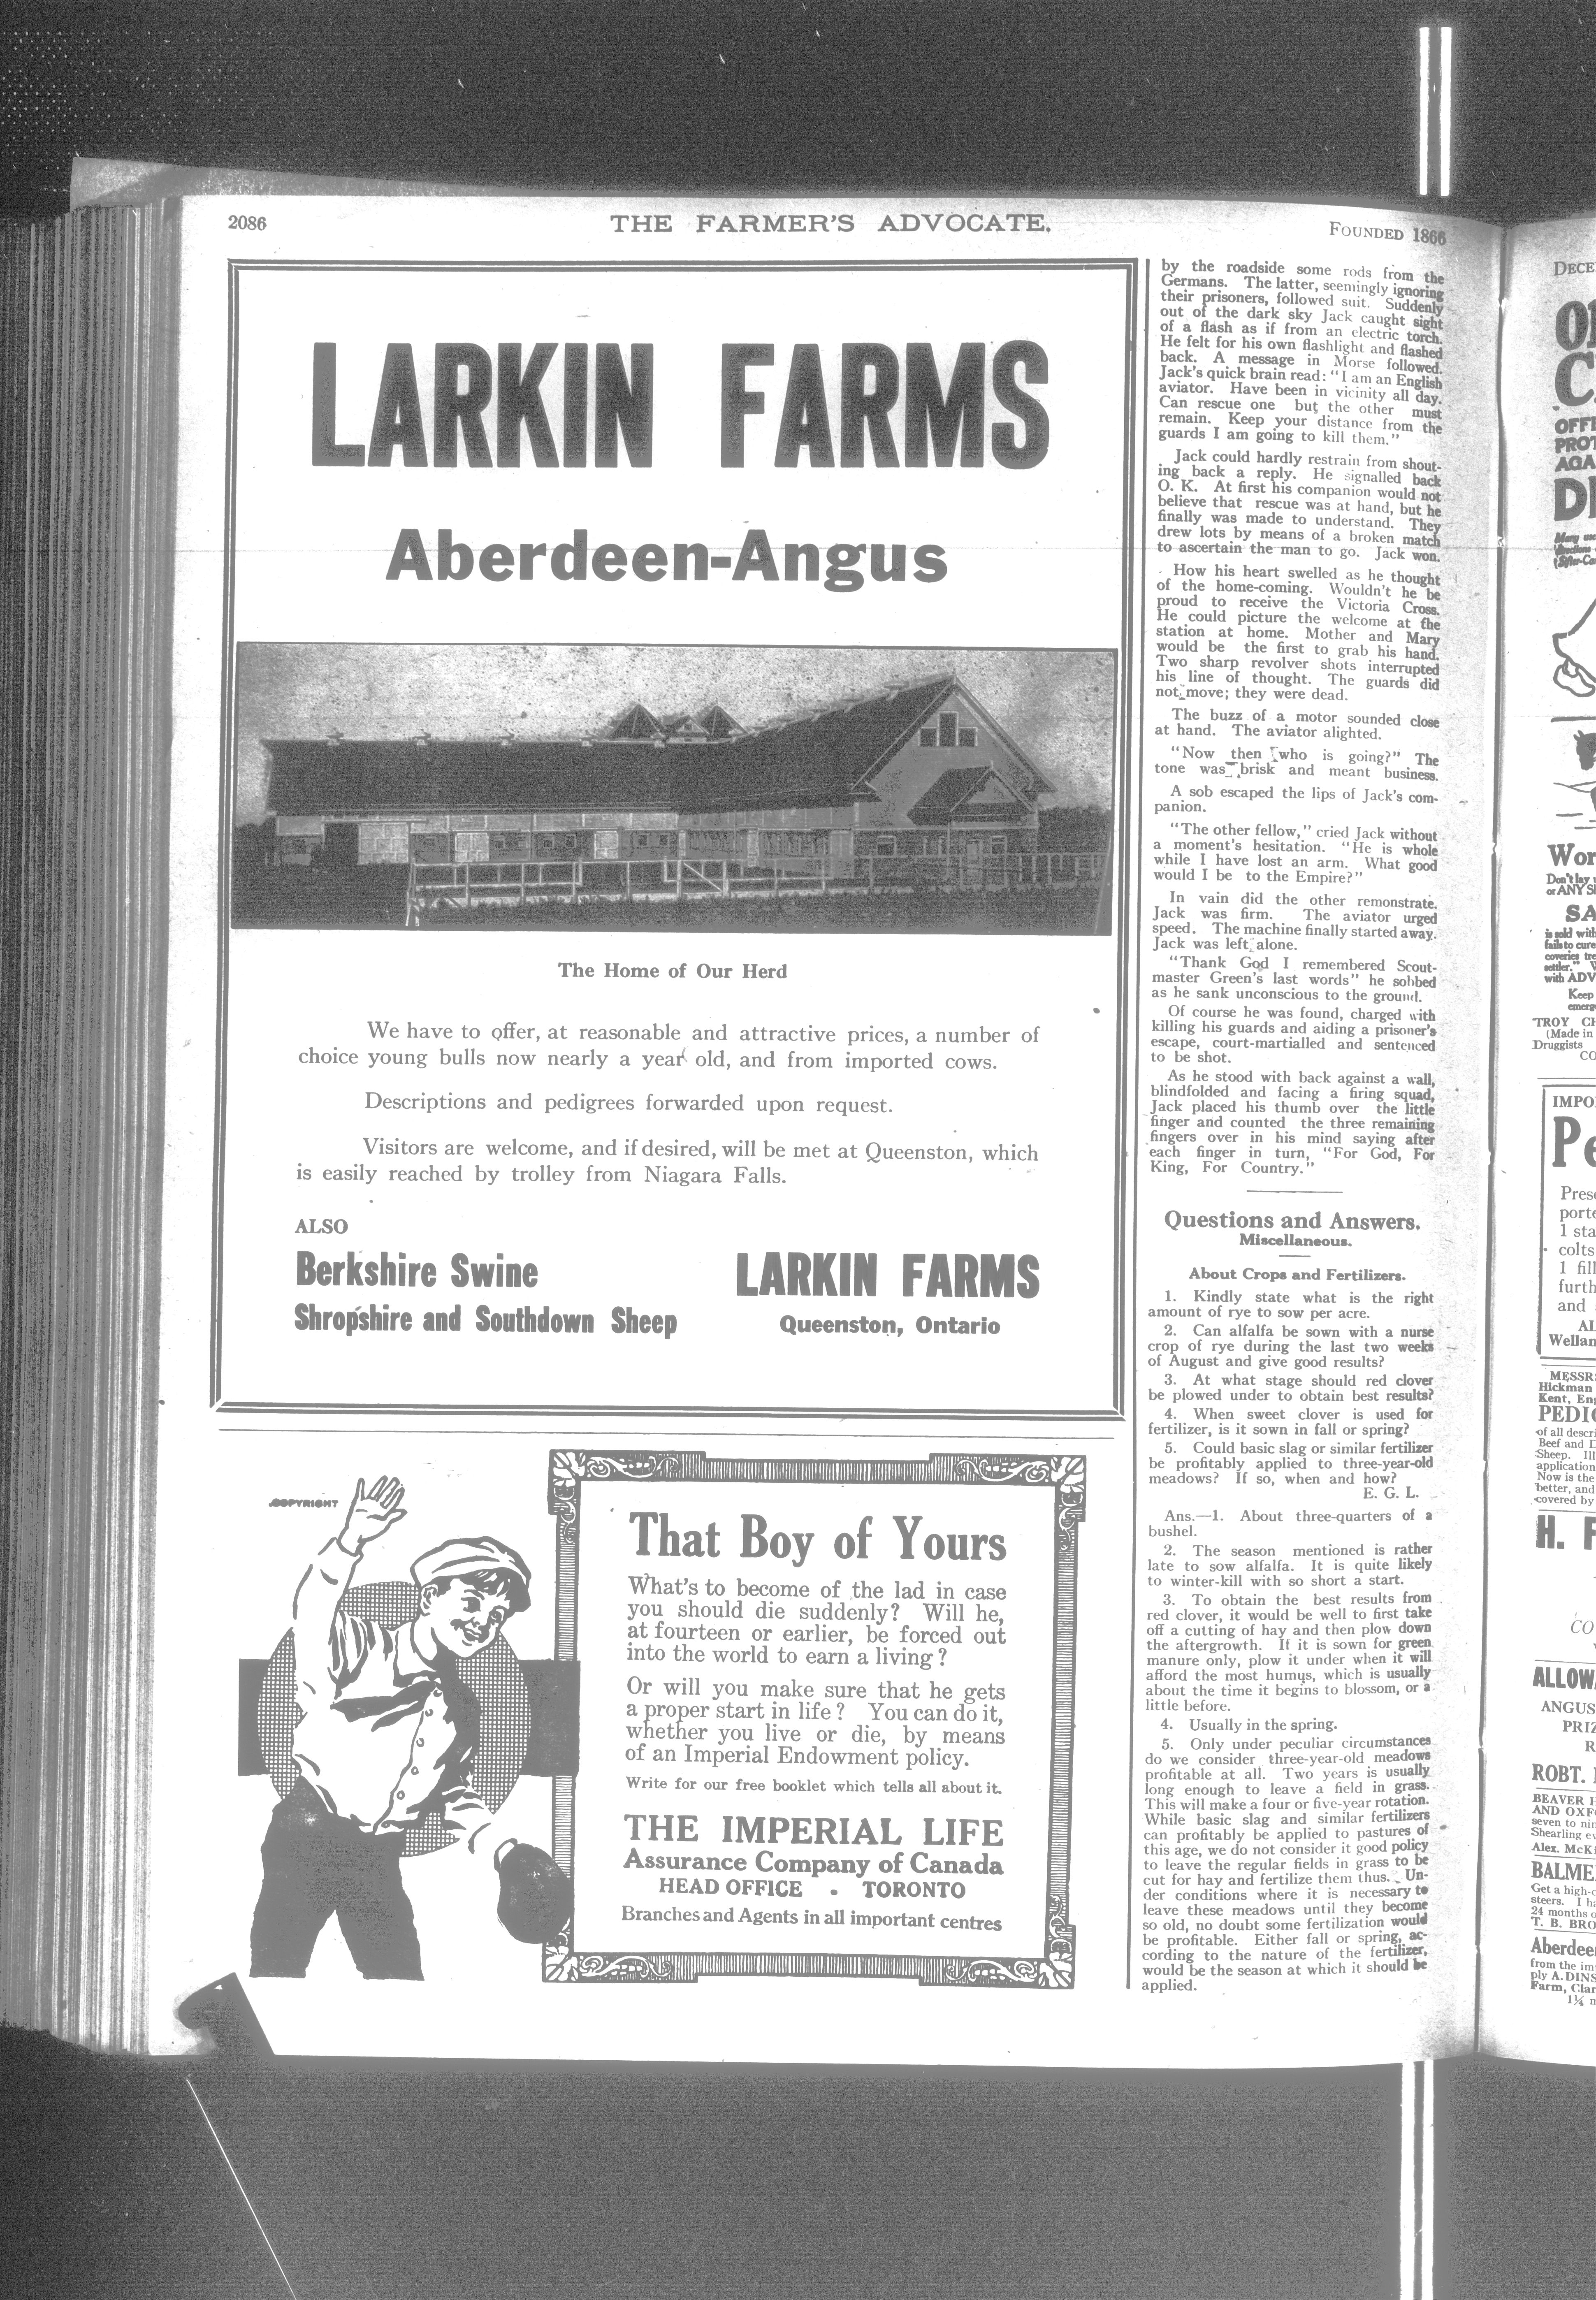 2086
THE FARMER'S ADVOCATE.
FOUNDED 1866
LARKIN FARMS
Aberdeen-Angus
The Home of Our Herd
We have to offer, at reasonable and attractive prices, a number of
choice young bulls now nearly a year old, and from imported cows.
Descriptions and pedigrees forwarded upon request.
Visitors are welcome, and if desired, will be met at Queenston, which
is easily reached by trolley from Niagara Falls.
ALSO
Berkshire Swine
Shropshire and Southdown Sheep
LARKIN FARMS
Queenston, Ontario
COPYRIGHT
That Boy of Yours
What's to become of the lad in case
you should die suddenly? Will he,
at fourteen or earlier, be forced out
into the world to earn a living?
Or will you make sure that he gets
a proper start in life? You can do it,
whether you live or die, by means
of an Imperial Endowment policy.
Write for our free booklet which tells all about it.
THE IMPERIAL LIFE
Assurance Company of Canada
HEAD OFFICE - TORONTO
Branches and Agents in all important centres
by the roadside some rods from the
Germans. The latter, seemingly ignoring
their prisoners, followed suit. Suddenly
out of the dark sky Jack caught sight
of a flash as if from an electric torch.
He felt for his own flashlight and flashed
back. A message in Morse followed.
Jack's quick brain read: "I am an English
aviator. Have been in vicinity all day.
Can rescue one but the other must
remain. Keep your distance from the
guards I am going to kill them."
Jack could hardly restrain from shout-
ing back a reply. He signalled back
O. K. At first his companion would not
believe that rescue was at hand, but he
finally was made to understand. They
drew lots by means of a broken match
to ascertain the man to go. Jack won.
How his heart swelled as he thought
of the home-coming. Wouldn't he be
proud to receive the Victoria Cross.
He could picture the welcome at the
station at home. Mother and Mary
would be the first to grab his hand.
Two sharp revolver shots interrupted
his line of thought. The guards did
not move; they were dead.
The buzz of a motor sounded close
at hand. The aviator alighted.
"Now then who is going?" The
tone was brisk and meant business.
A sob escaped the lips of Jack's com-
panion.
"The other fellow," cried Jack without
a moment's hesitation. "He is whole
while I have lost an arm. What good
would I be to the Empire?"
In vain did the other remonstrate.
Jack was firm. The aviator urged
speed. The machine finally started away.
Jack was left alone.
"Thank God I remembered Scout-
master Green's last words" he sobbed
as he sank unconscious to the ground.
Of course he was found, charged with
killing his guards and aiding a prisoner's
escape, court-martialled and sentenced
to be shot.
As he stood with back against a wall,
blindfolded and facing a firing squad,
Jack placed his thumb over the little
finger and counted the three remaining
fingers over in his mind saying after
each finger in turn, "For God, For
King, For Country."
Questions and Answers.
Miscellaneous.
About Crops and Fertilizers.
1. Kindly state what is the right
amount of rye to sow per acre.
2. Can alfalfa be sown with a nurse
crop of rye during the last two weeks
of August and give good results?
3. At what stage should red clover
be plowed under to obtain best results?
4. When sweet clover is used for
fertilizer, is it sown in fall or spring?
5. Could basic slag or similar fertilizer
be profitably applied to three-year-old
meadows? If so, when and how?
E. G. L.
Ans.—1. About three-quarters of a
bushel.
2. The season mentioned is rather
late to sow alfalfa. It is quite likely
to winter-kill with so short a start.
3. To obtain the best results from
red clover, it would be well to first take
off a cutting of hay and then plow down
the aftergrowth. If it is sown for green
manure only, plow it under when it will
afford the most humus, which is usually
about the time it begins to blossom, or a
little before.
4. Usually in the spring.
5. Only under peculiar circumstances
do we consider three-year-old meadows
profitable at all. Two years is usually
long enough to leave a field in grass.
This will make a four or five-year rotation.
While basic slag and similar fertilizers
can profitably be applied to pastures of
this age, we do not consider it good policy
to leave the regular fields in grass to be
cut for hay and fertilize them thus. Un-
der conditions where it is necessary to
leave these meadows until they become
so old, no doubt some fertilization would
be profitable. Either fall or spring, ac-
cording to the nature of the fertilizer,
would be the season at which it should be
applied.